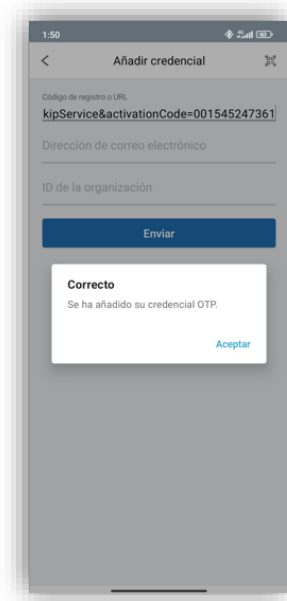 1:50
Añadir credencial
Código de registro o URL
kipService&activationCode=001545247361
Dirección de correo electrónico
ID de la organización
Enviar
Correcto
Se ha añadido su credencial OTP.
Aceptar